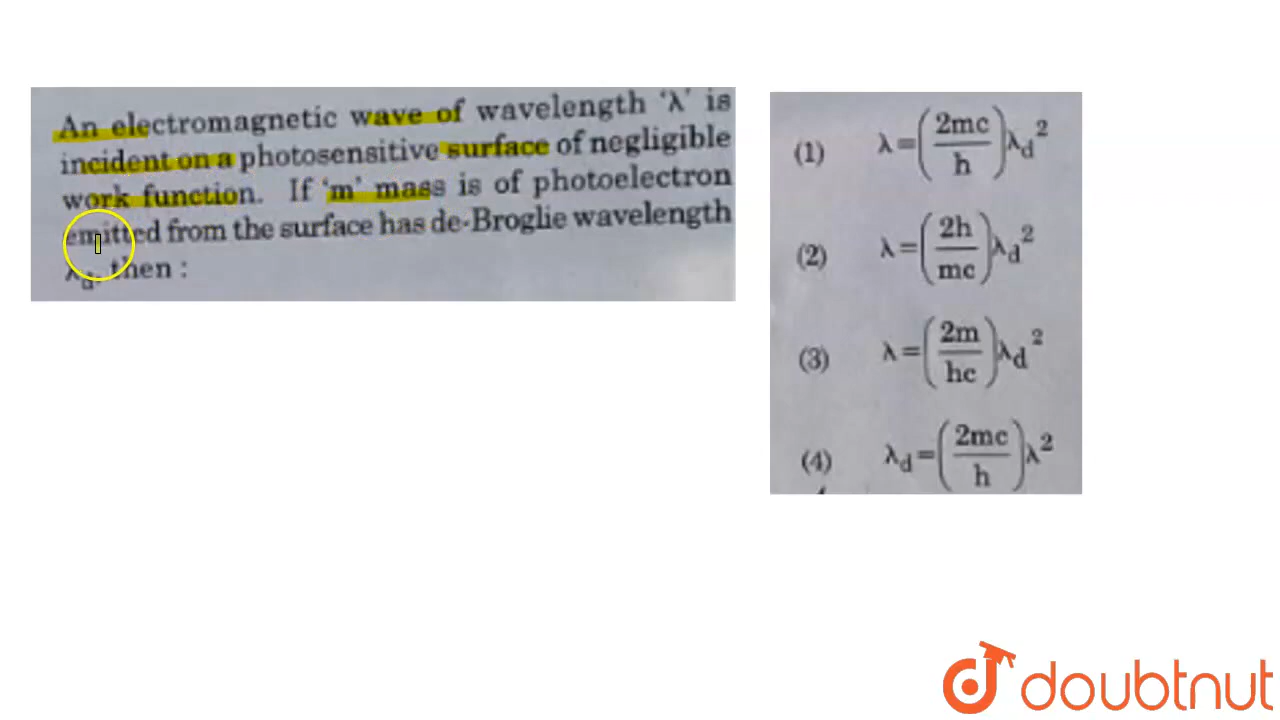 An electromagnetic wave of wavelength ‘λ’ is
incident on a photosensitive surface of negligible
work function. If ‘m’ mass is of photoelectron
emitted from the surface has de-Broglie wavelength
λd, then :
(1) λ=(2mc/h)λd²
(2) λ=(2h/mc)λd²
(3) λ=(2m/hc)λd²
(4) λd=(2mc/h)λ²
doubtnut